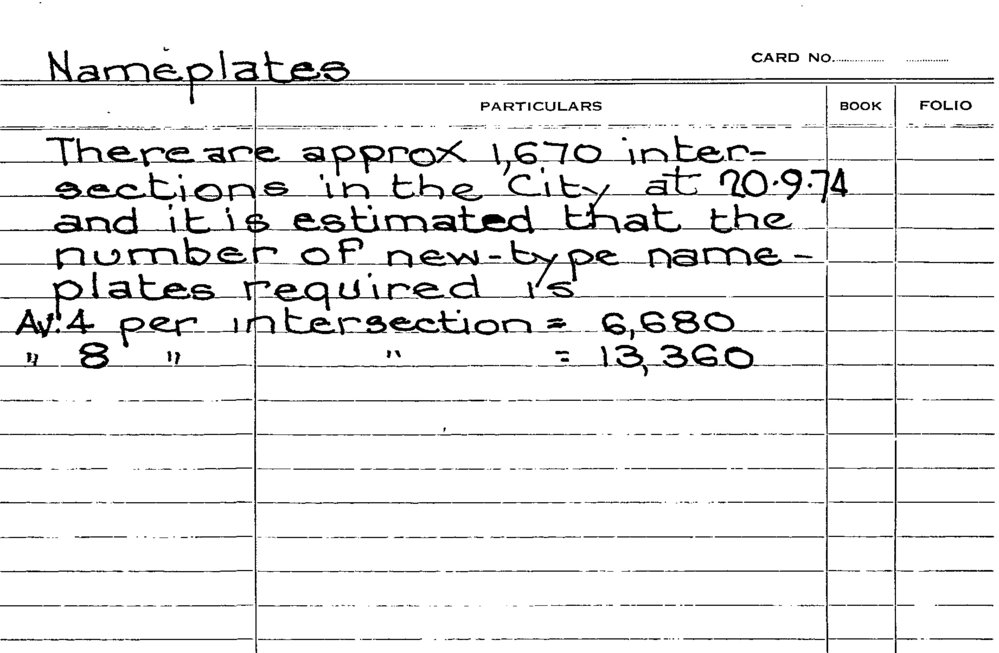 Nameplates
CARD No.
PARTICULARS BOOK FOLIO
There are approx 1,670 inter-
sections in the City at 20.9.74
and it is estimated that the
number of new-type name-
plates required is
Av. 4 per intersection = 6,680
" 8 " " = 13,360